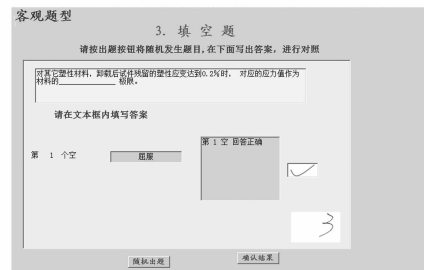 客观题型
3. 填 空 题
请按出题按钮将随机发生题目,在下面写出答案，进行对照
对其它塑性材料，卸载后试件残留的塑性应变达到0.2%时， 对应的应力值作为
材料的____________ 极限。
请在文本框内填写答案
第 1 空 回答正确
第 1 个空 屈服
3
随机出题 确认结果